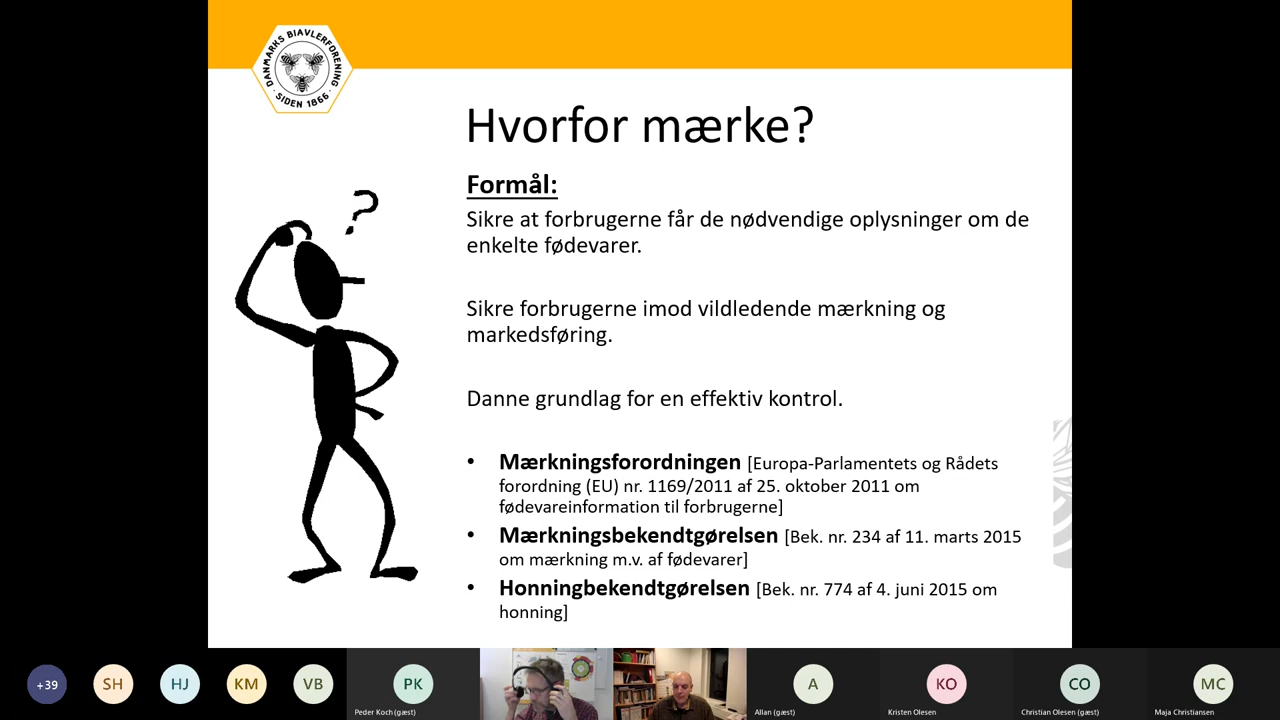 DANMARKS BIAVLERFORENING
· SIDEN 1866 ·
Hvorfor mærke?
?
Formål:
Sikre at forbrugerne får de nødvendige oplysninger om de
enkelte fødevarer.
Sikre forbrugerne imod vildledende mærkning og
markedsføring.
Danne grundlag for en effektiv kontrol.
• Mærkningsforordningen [Europa-Parlamentets og Rådets
forordning (EU) nr. 1169/2011 af 25. oktober 2011 om
fødevareinformation til forbrugerne]
• Mærkningsbekendtgørelsen [Bek. nr. 234 af 11. marts 2015
om mærkning m.v. af fødevarer]
• Honningbekendtgørelsen [Bek. nr. 774 af 4. juni 2015 om
honning]
+39
SH
HJ
KM
VB
PK
Peder Koch (gæst)
A
Allan (gæst)
KO
Kristen Olesen
CO
Christian Olesen (gæst)
MC
Maja Christiansen